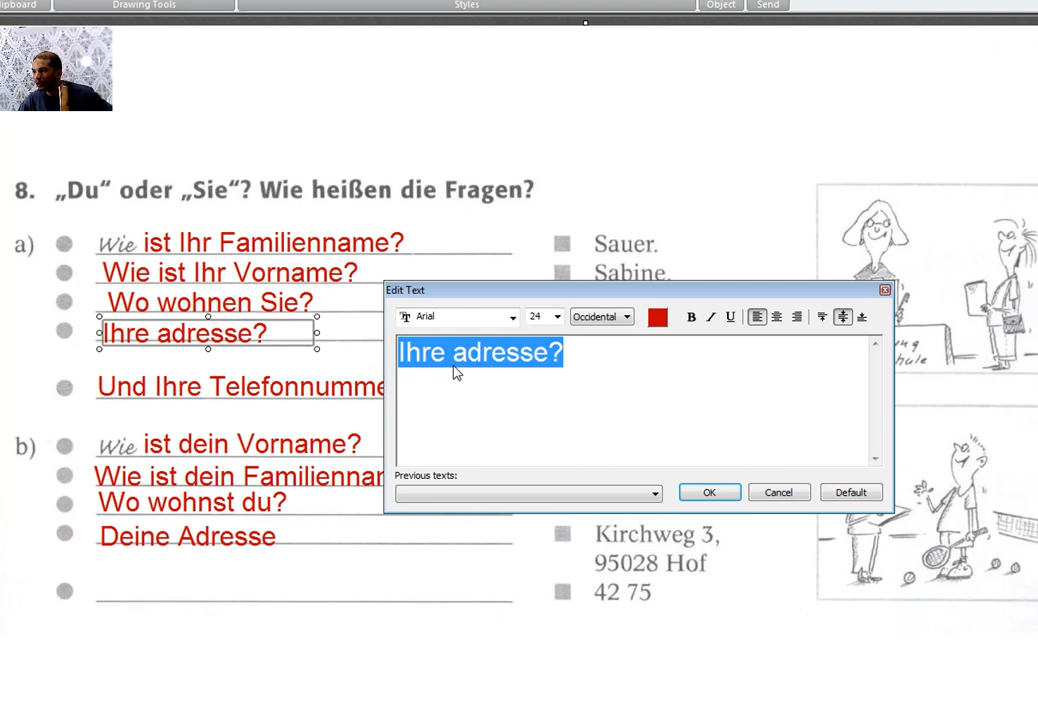 Drawing Tools
Styles
Object
Send
8. „Du“ oder „Sie“? Wie heißen die Fragen?
a) Wie ist Ihr Familienname?
Sauer.
Wie ist Ihr Vorname?
Sabine.
Wo wohnen Sie?
Ihre adresse?
Und Ihre
b) Wie ist dein Vorname?
Wie ist dein
Wo wohnst du?
Deine Adresse
Kirchweg 3,
95028 Hof
42 75
Edit Text
Arial
24
Occidental
B I U
Ihre adresse?
Previous texts:
OK
Cancel
Default